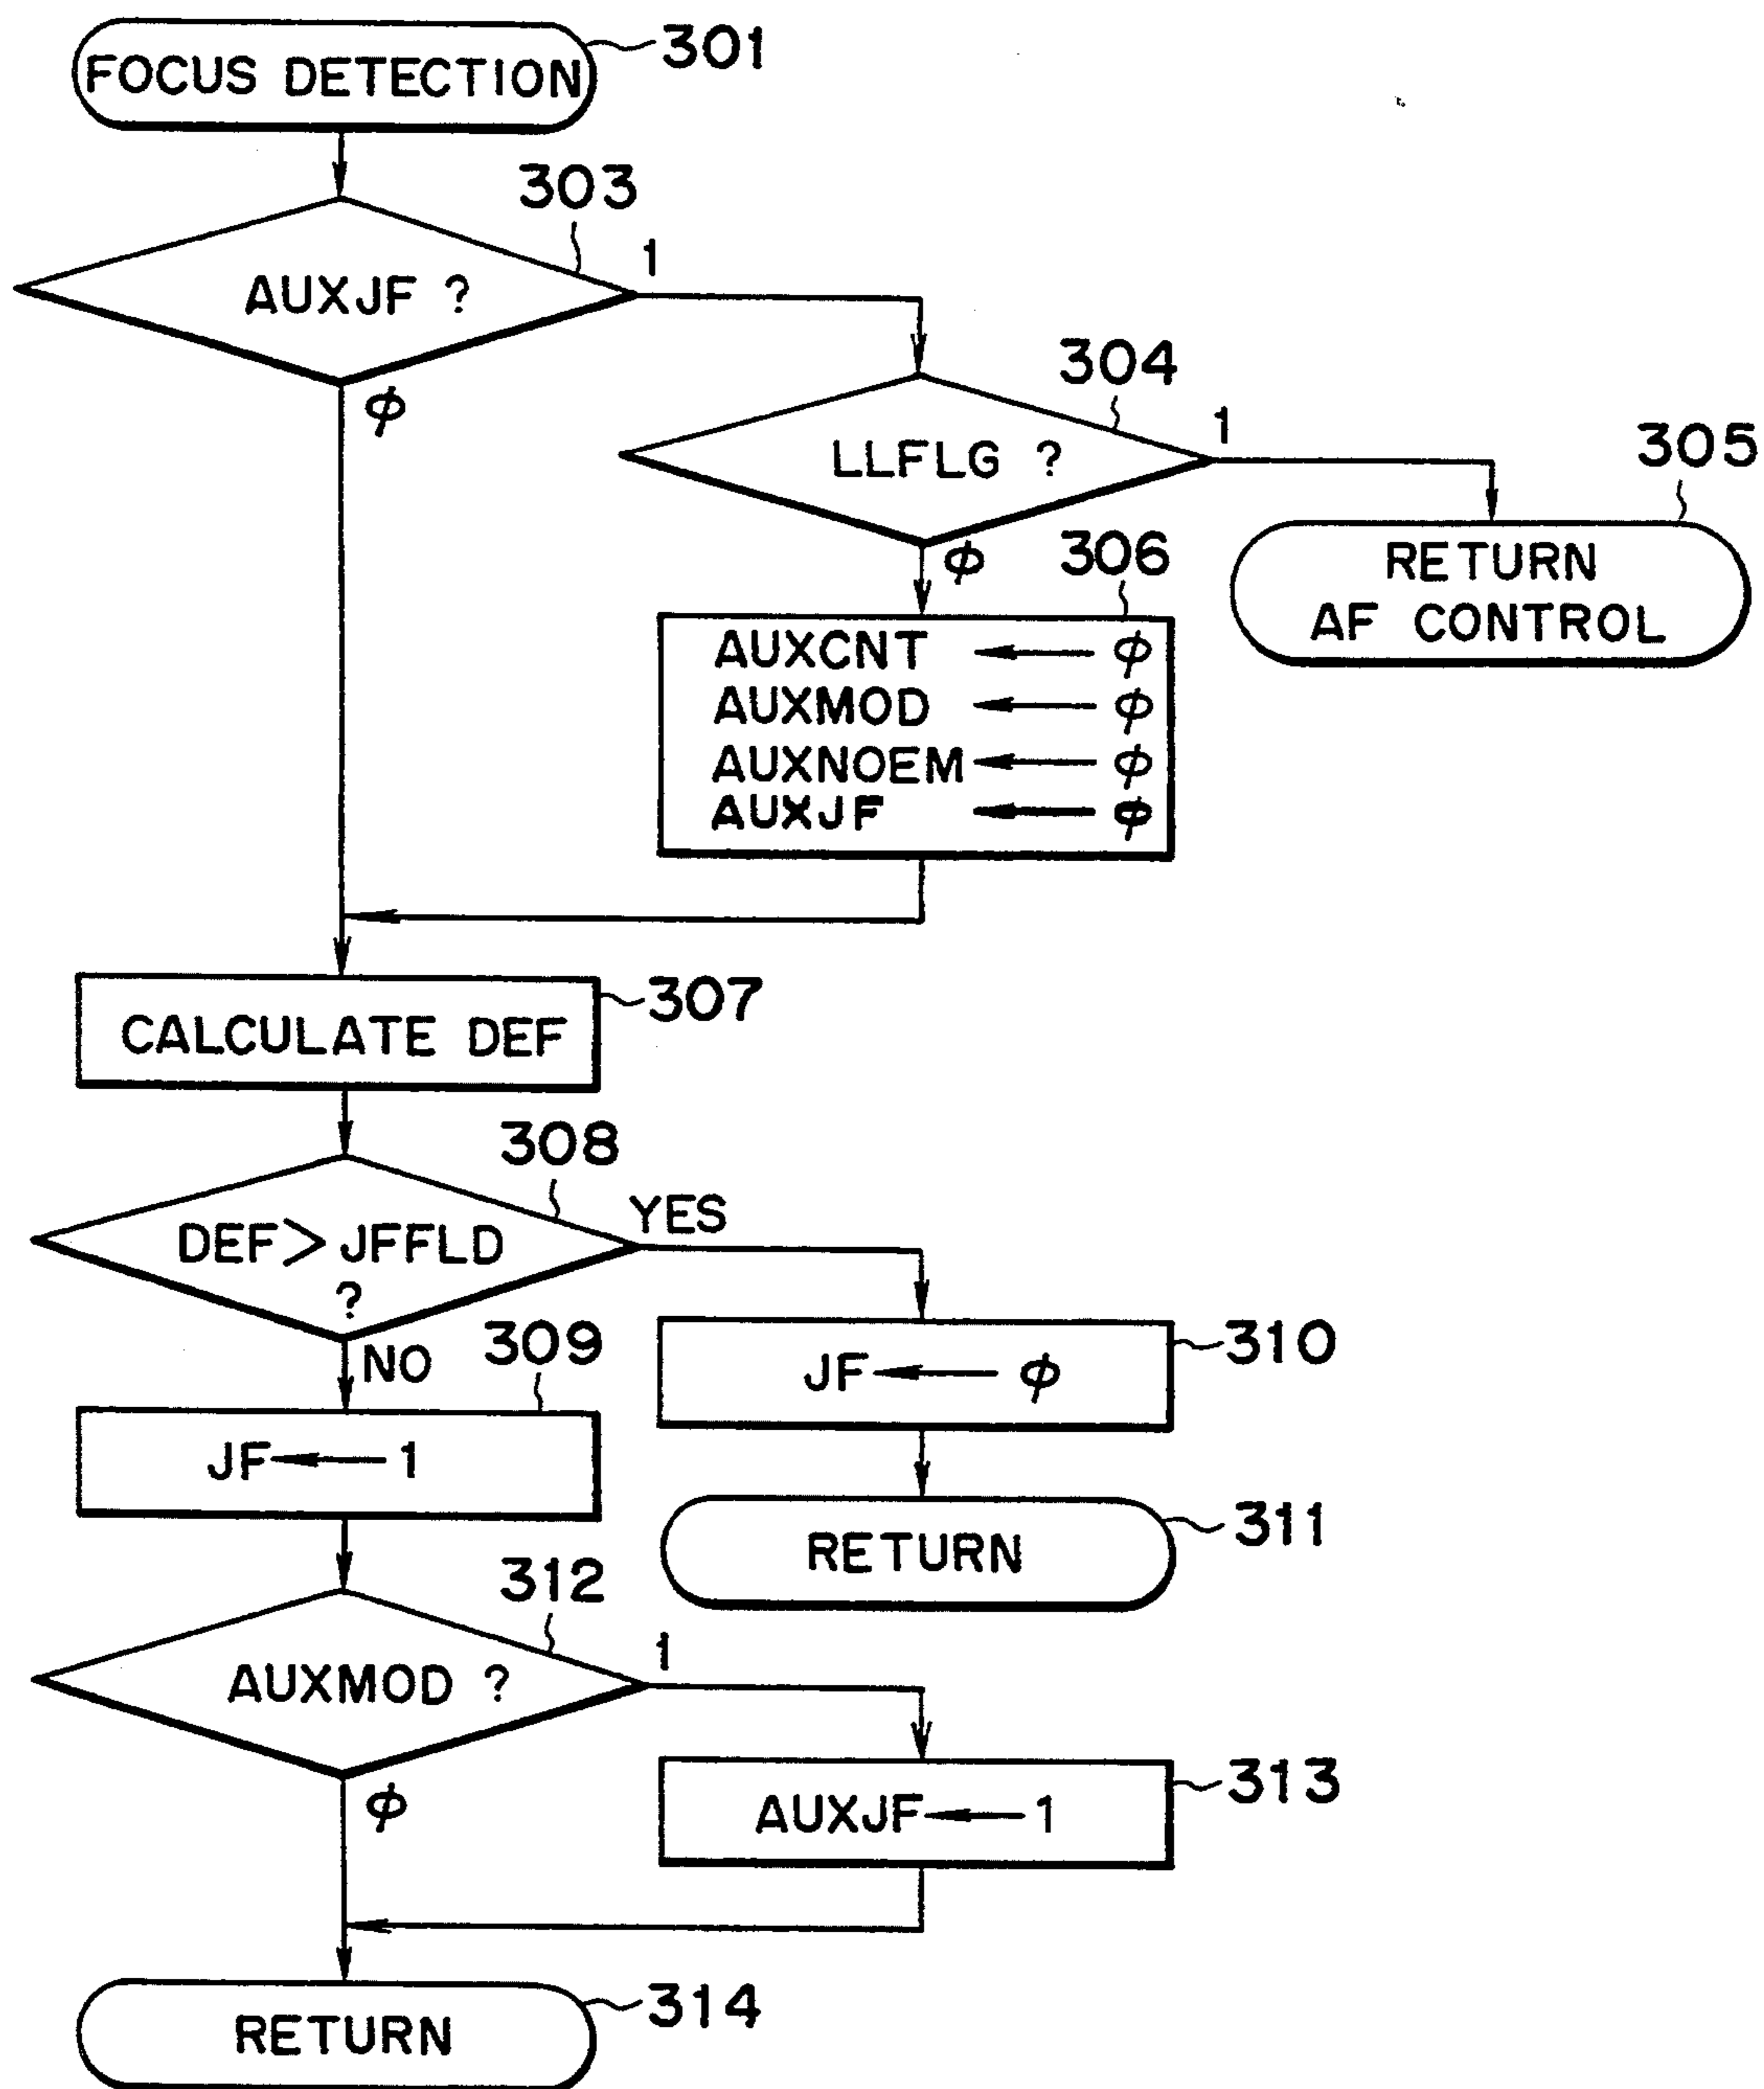 FOCUS DETECTION
301
303
AUXJF ?
1
ϕ
304
LLFLG ?
1
ϕ
305
RETURN
AF CONTROL
306
AUXCNT ← ϕ
AUXMOD ← ϕ
AUXNOEM ← ϕ
AUXJF ← ϕ
CALCULATE DEF
307
308
DEF > JFFLD
?
YES
NO
309
JF ← 1
JF ← ϕ
310
RETURN
311
312
AUXMOD ?
1
ϕ
AUXJF ← 1
313
RETURN
314